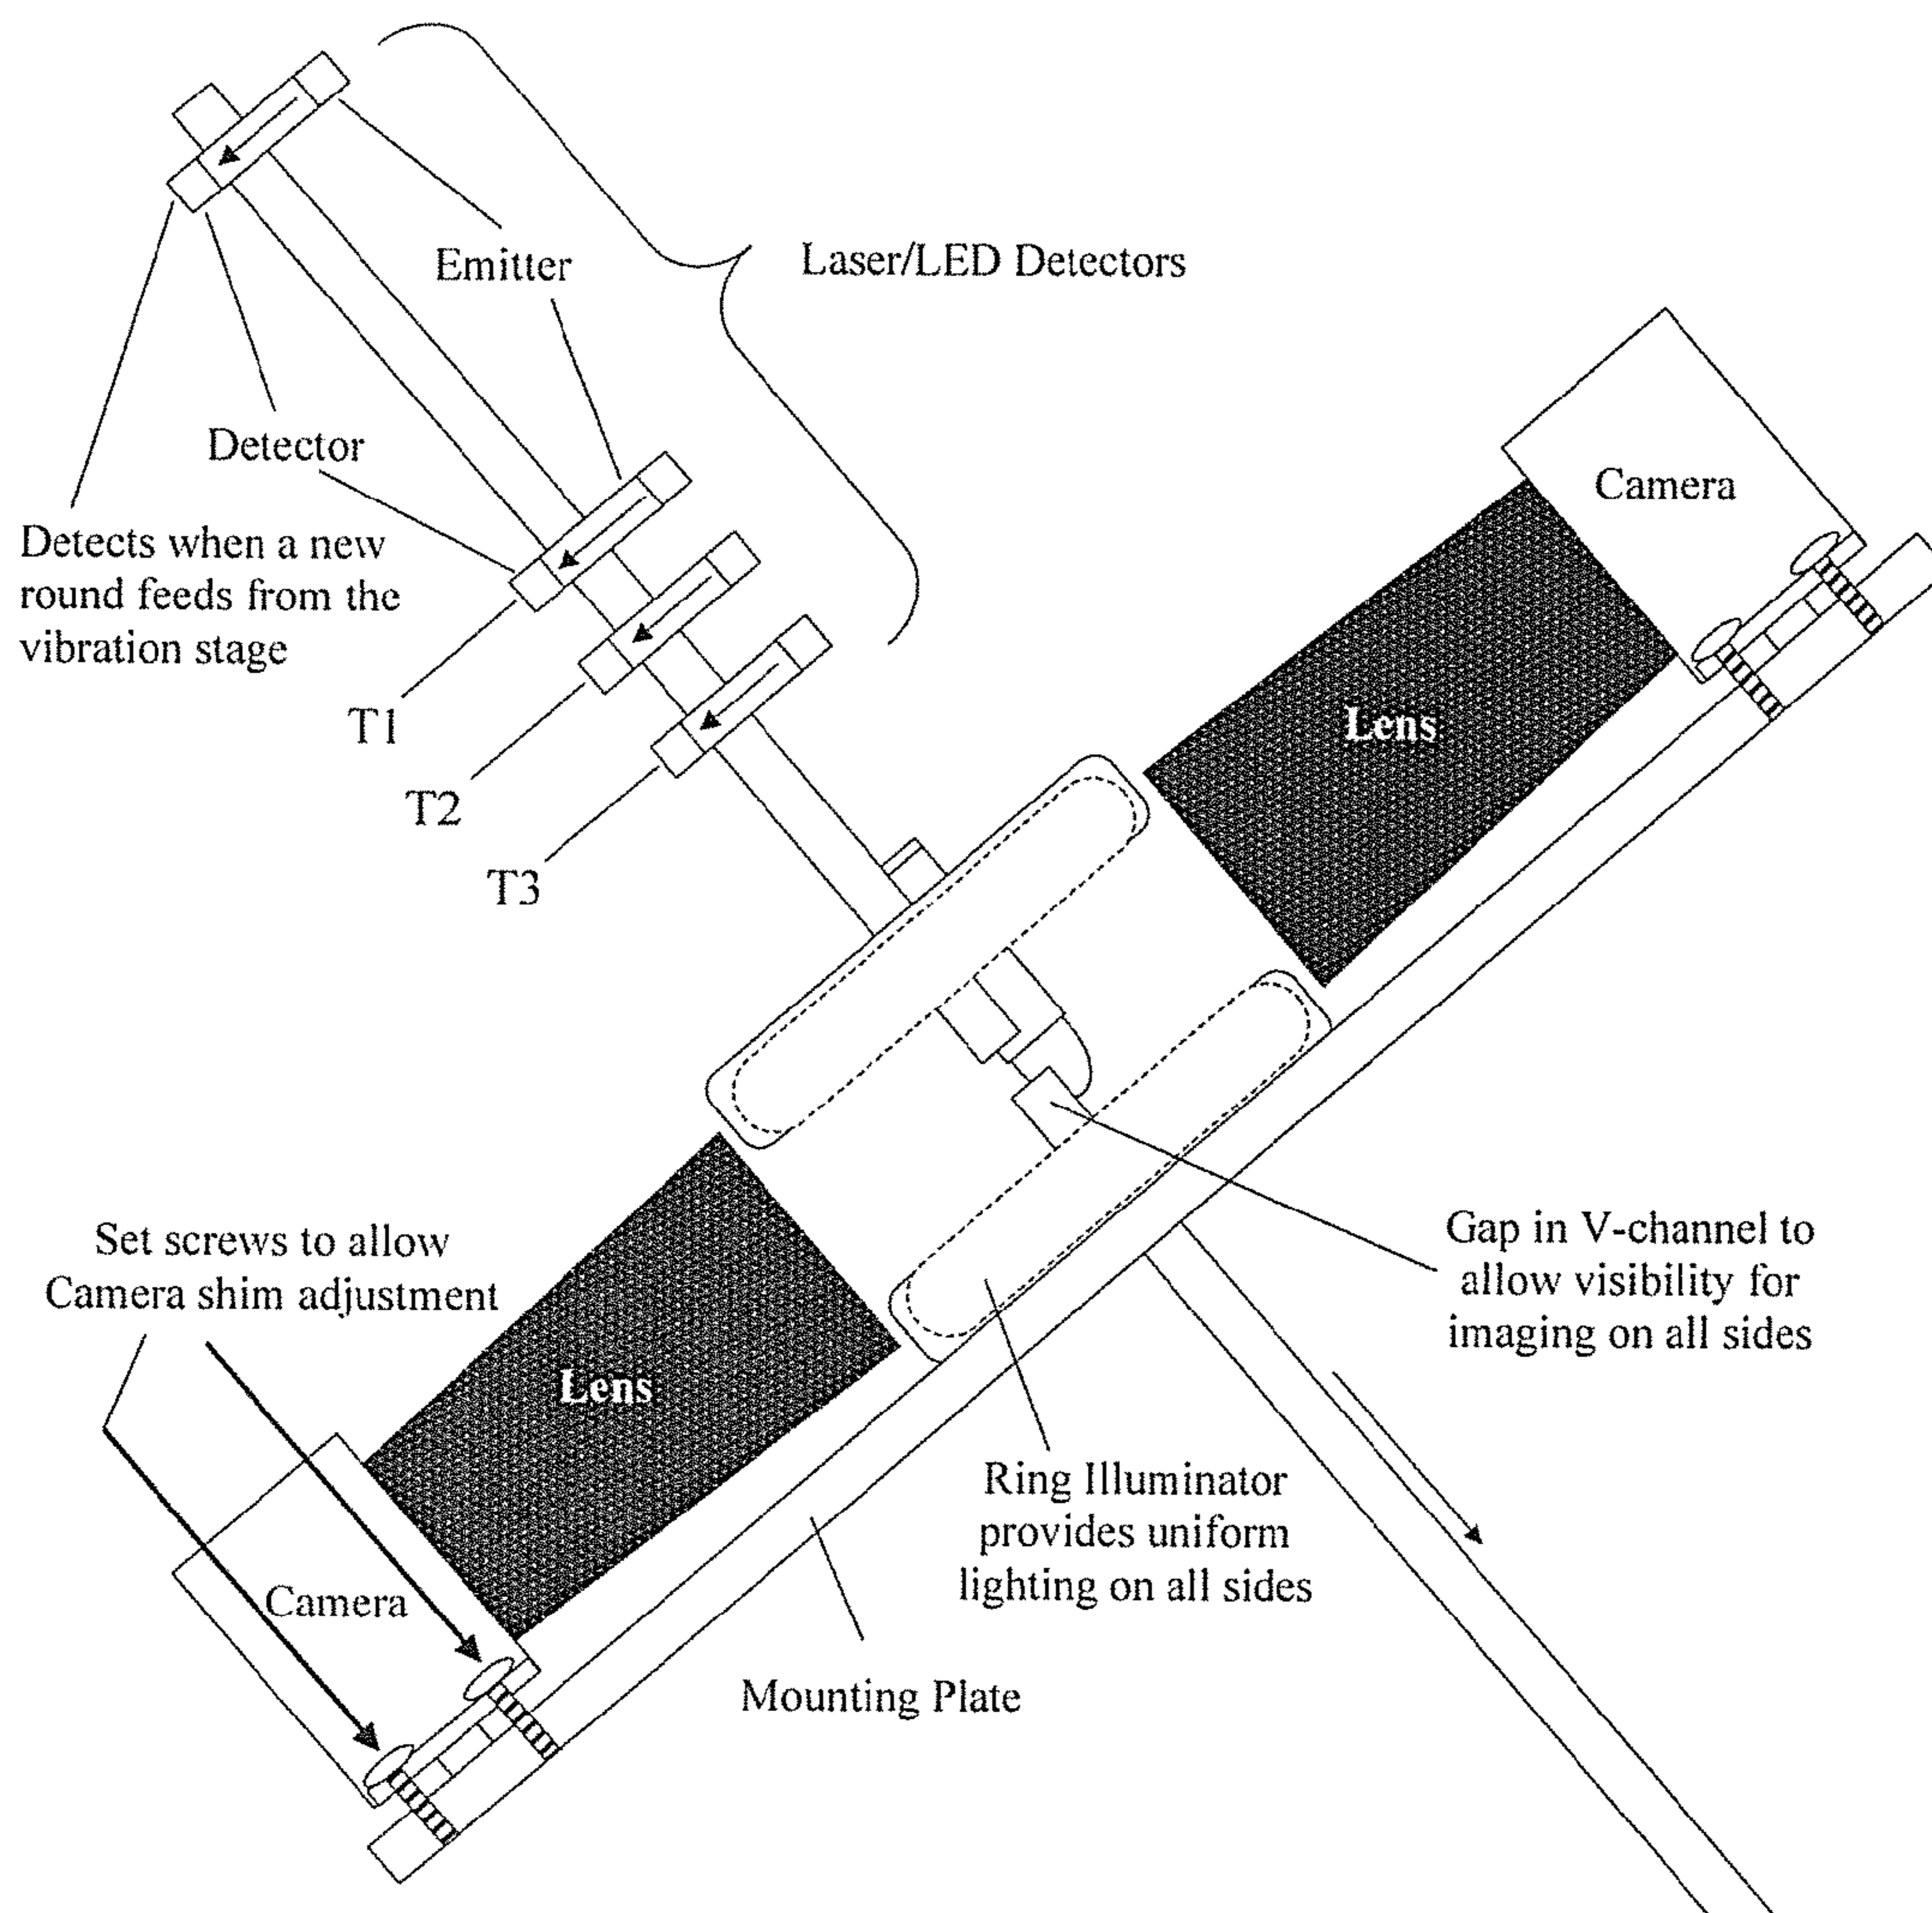 Emitter
Laser/LED Detectors
Detector
Camera
Detects when a new
round feeds from the
vibration stage
T1
T2
T3
Lens
Set screws to allow
Camera shim adjustment
Gap in V-channel to
allow visibility for
imaging on all sides
Lens
Ring Illuminator
provides uniform
lighting on all sides
Camera
Mounting Plate